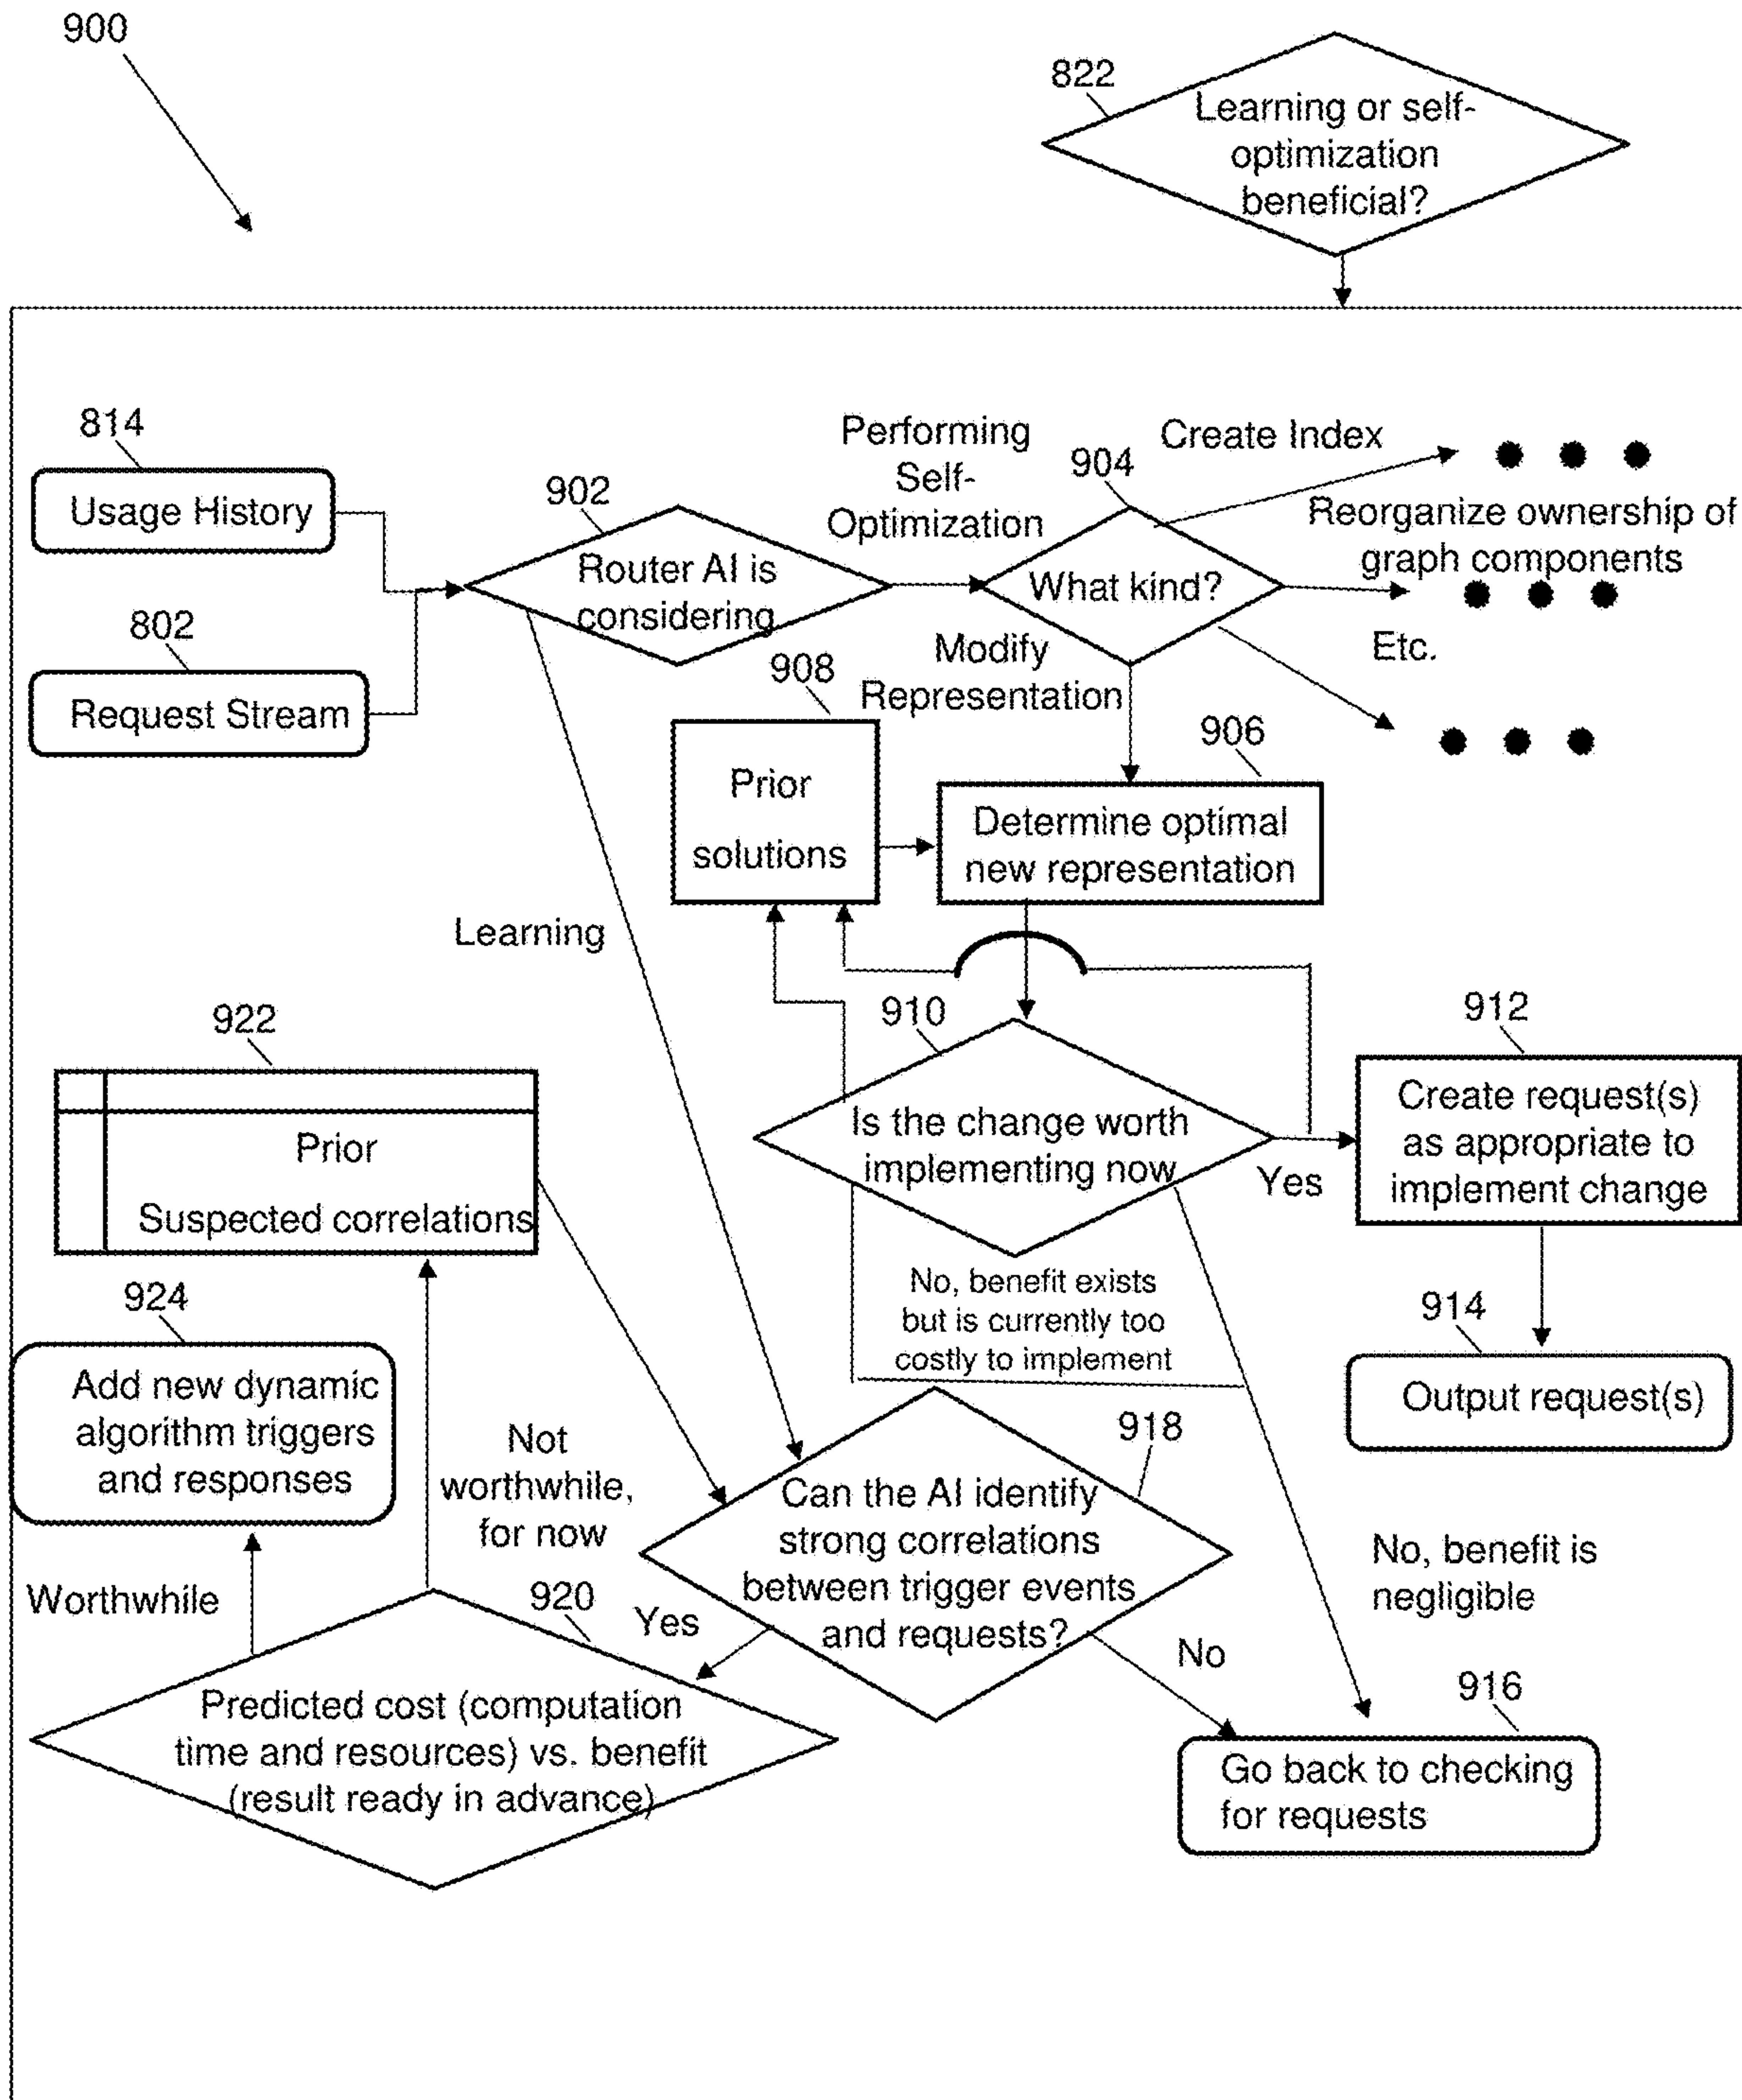 900
822
Learning or self-
optimization
beneficial?
814
Usage History
802
Request Stream
902
Router AI is
considering
Performing
Self-
Optimization
904
What kind?
Create Index
Reorganize ownership of
graph components
Etc.
Modify
Representation
908
Prior
solutions
906
Determine optimal
new representation
Learning
910
Is the change worth
implementing now
Yes
912
Create request(s)
as appropriate to
implement change
914
Output request(s)
No, benefit exists
but is currently too
costly to implement
922
Prior
Suspected correlations
924
Add new dynamic
algorithm triggers
and responses
Not
worthwhile,
for now
Worthwhile
918
Can the AI identify
strong correlations
between trigger events
and requests?
920
Yes
Predicted cost (computation
time and resources) vs. benefit
(result ready in advance)
No
No, benefit is
negligible
916
Go back to checking
for requests